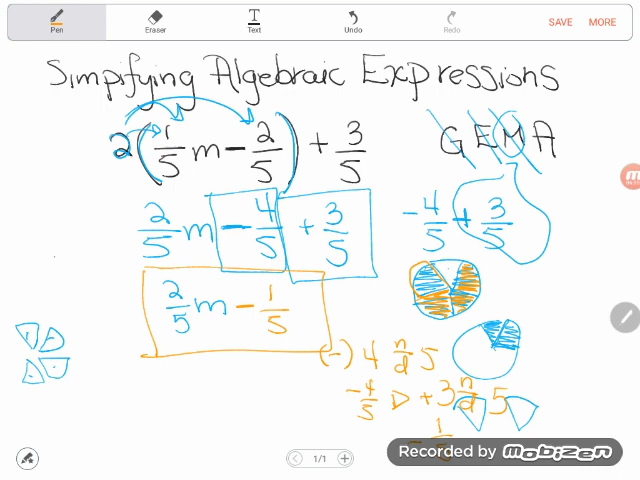 Pen Eraser Text Undo Redo SAVE MORE
Simpifying Algebraic Expressions
2(1/5 m - 2/5) + 3/5
GEMA
2/5 m - 4/5 + 3/5
-4/5 + 3/5
2/5 m - 1/5
(-) 4 n/d 5
-4/5 ▷ +3 n/d 5
1/1
Recorded by MOBIZEN